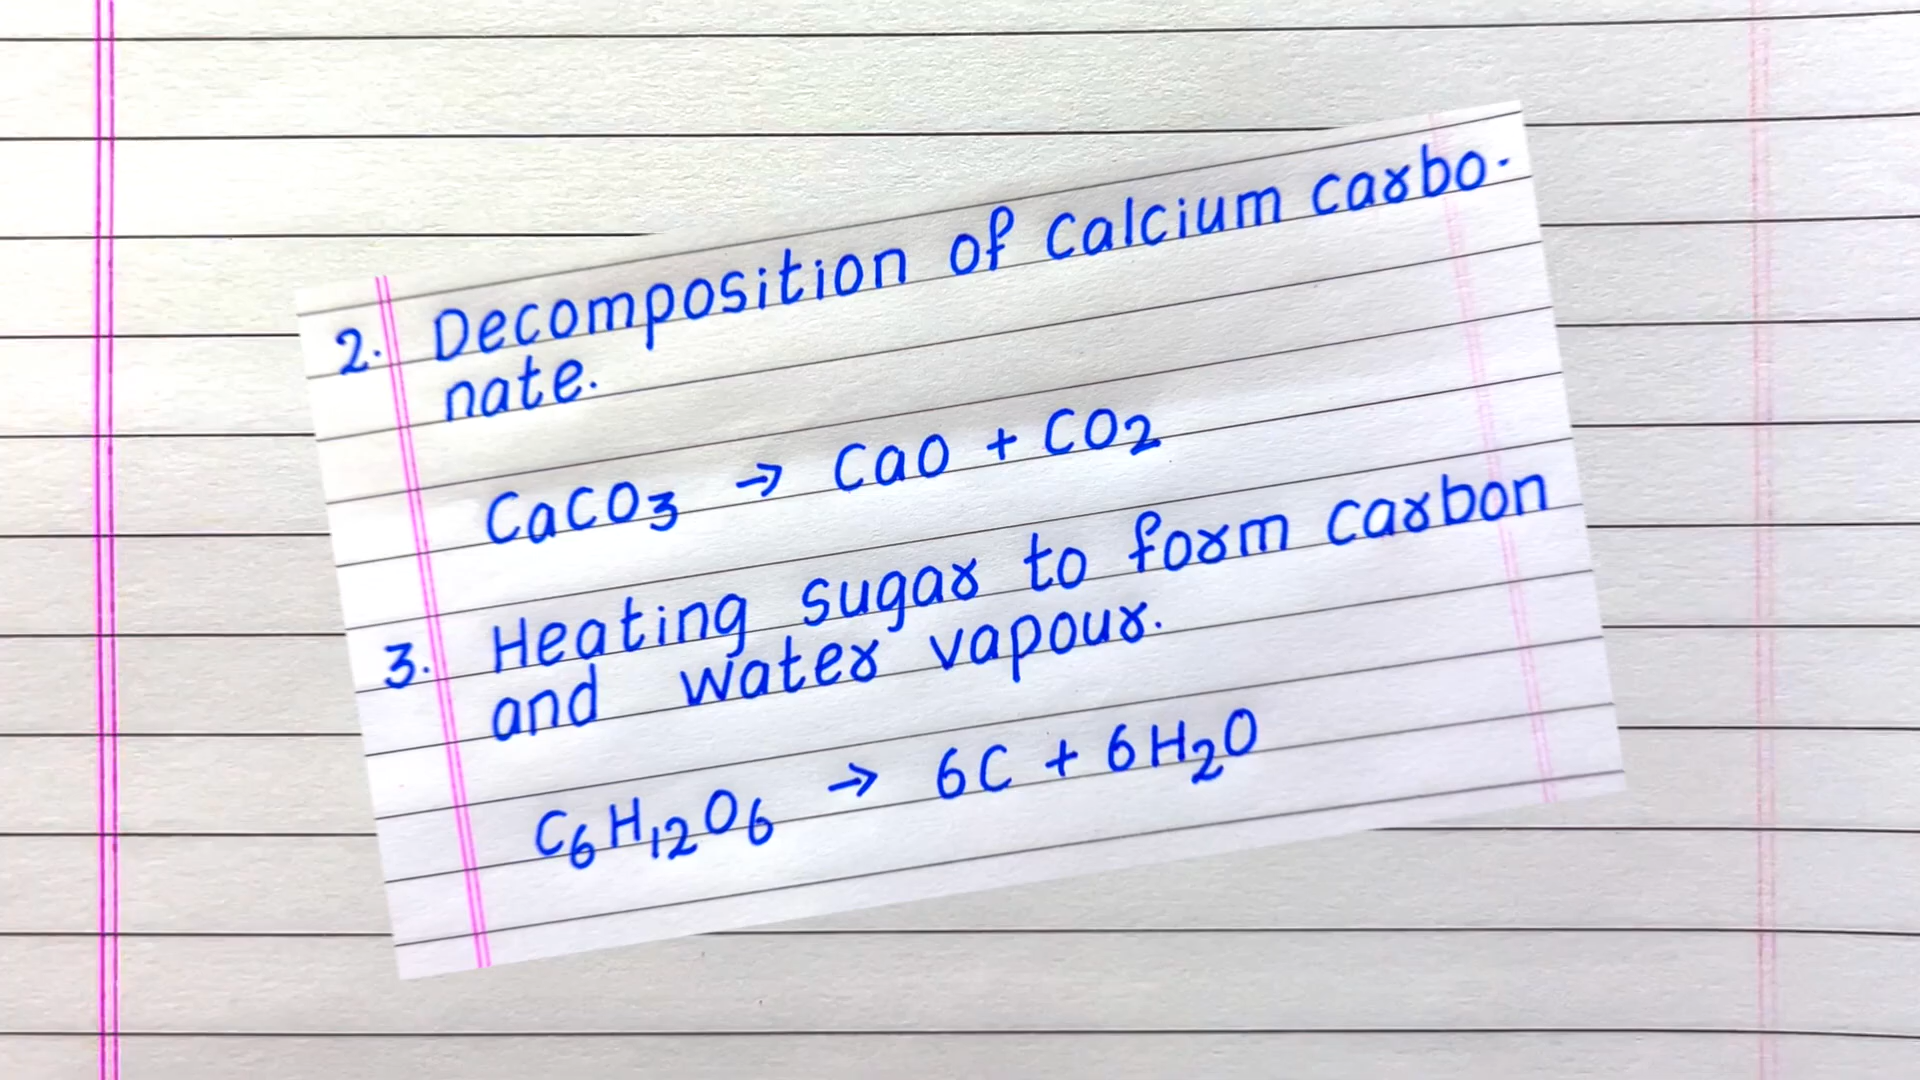 2. Decomposition of calcium carbo-
nate.
CaCO₃ → CaO + CO₂
3. Heating sugar to form carbon
and water vapour.
C₆H₁₂O₆ → 6C + 6H₂O